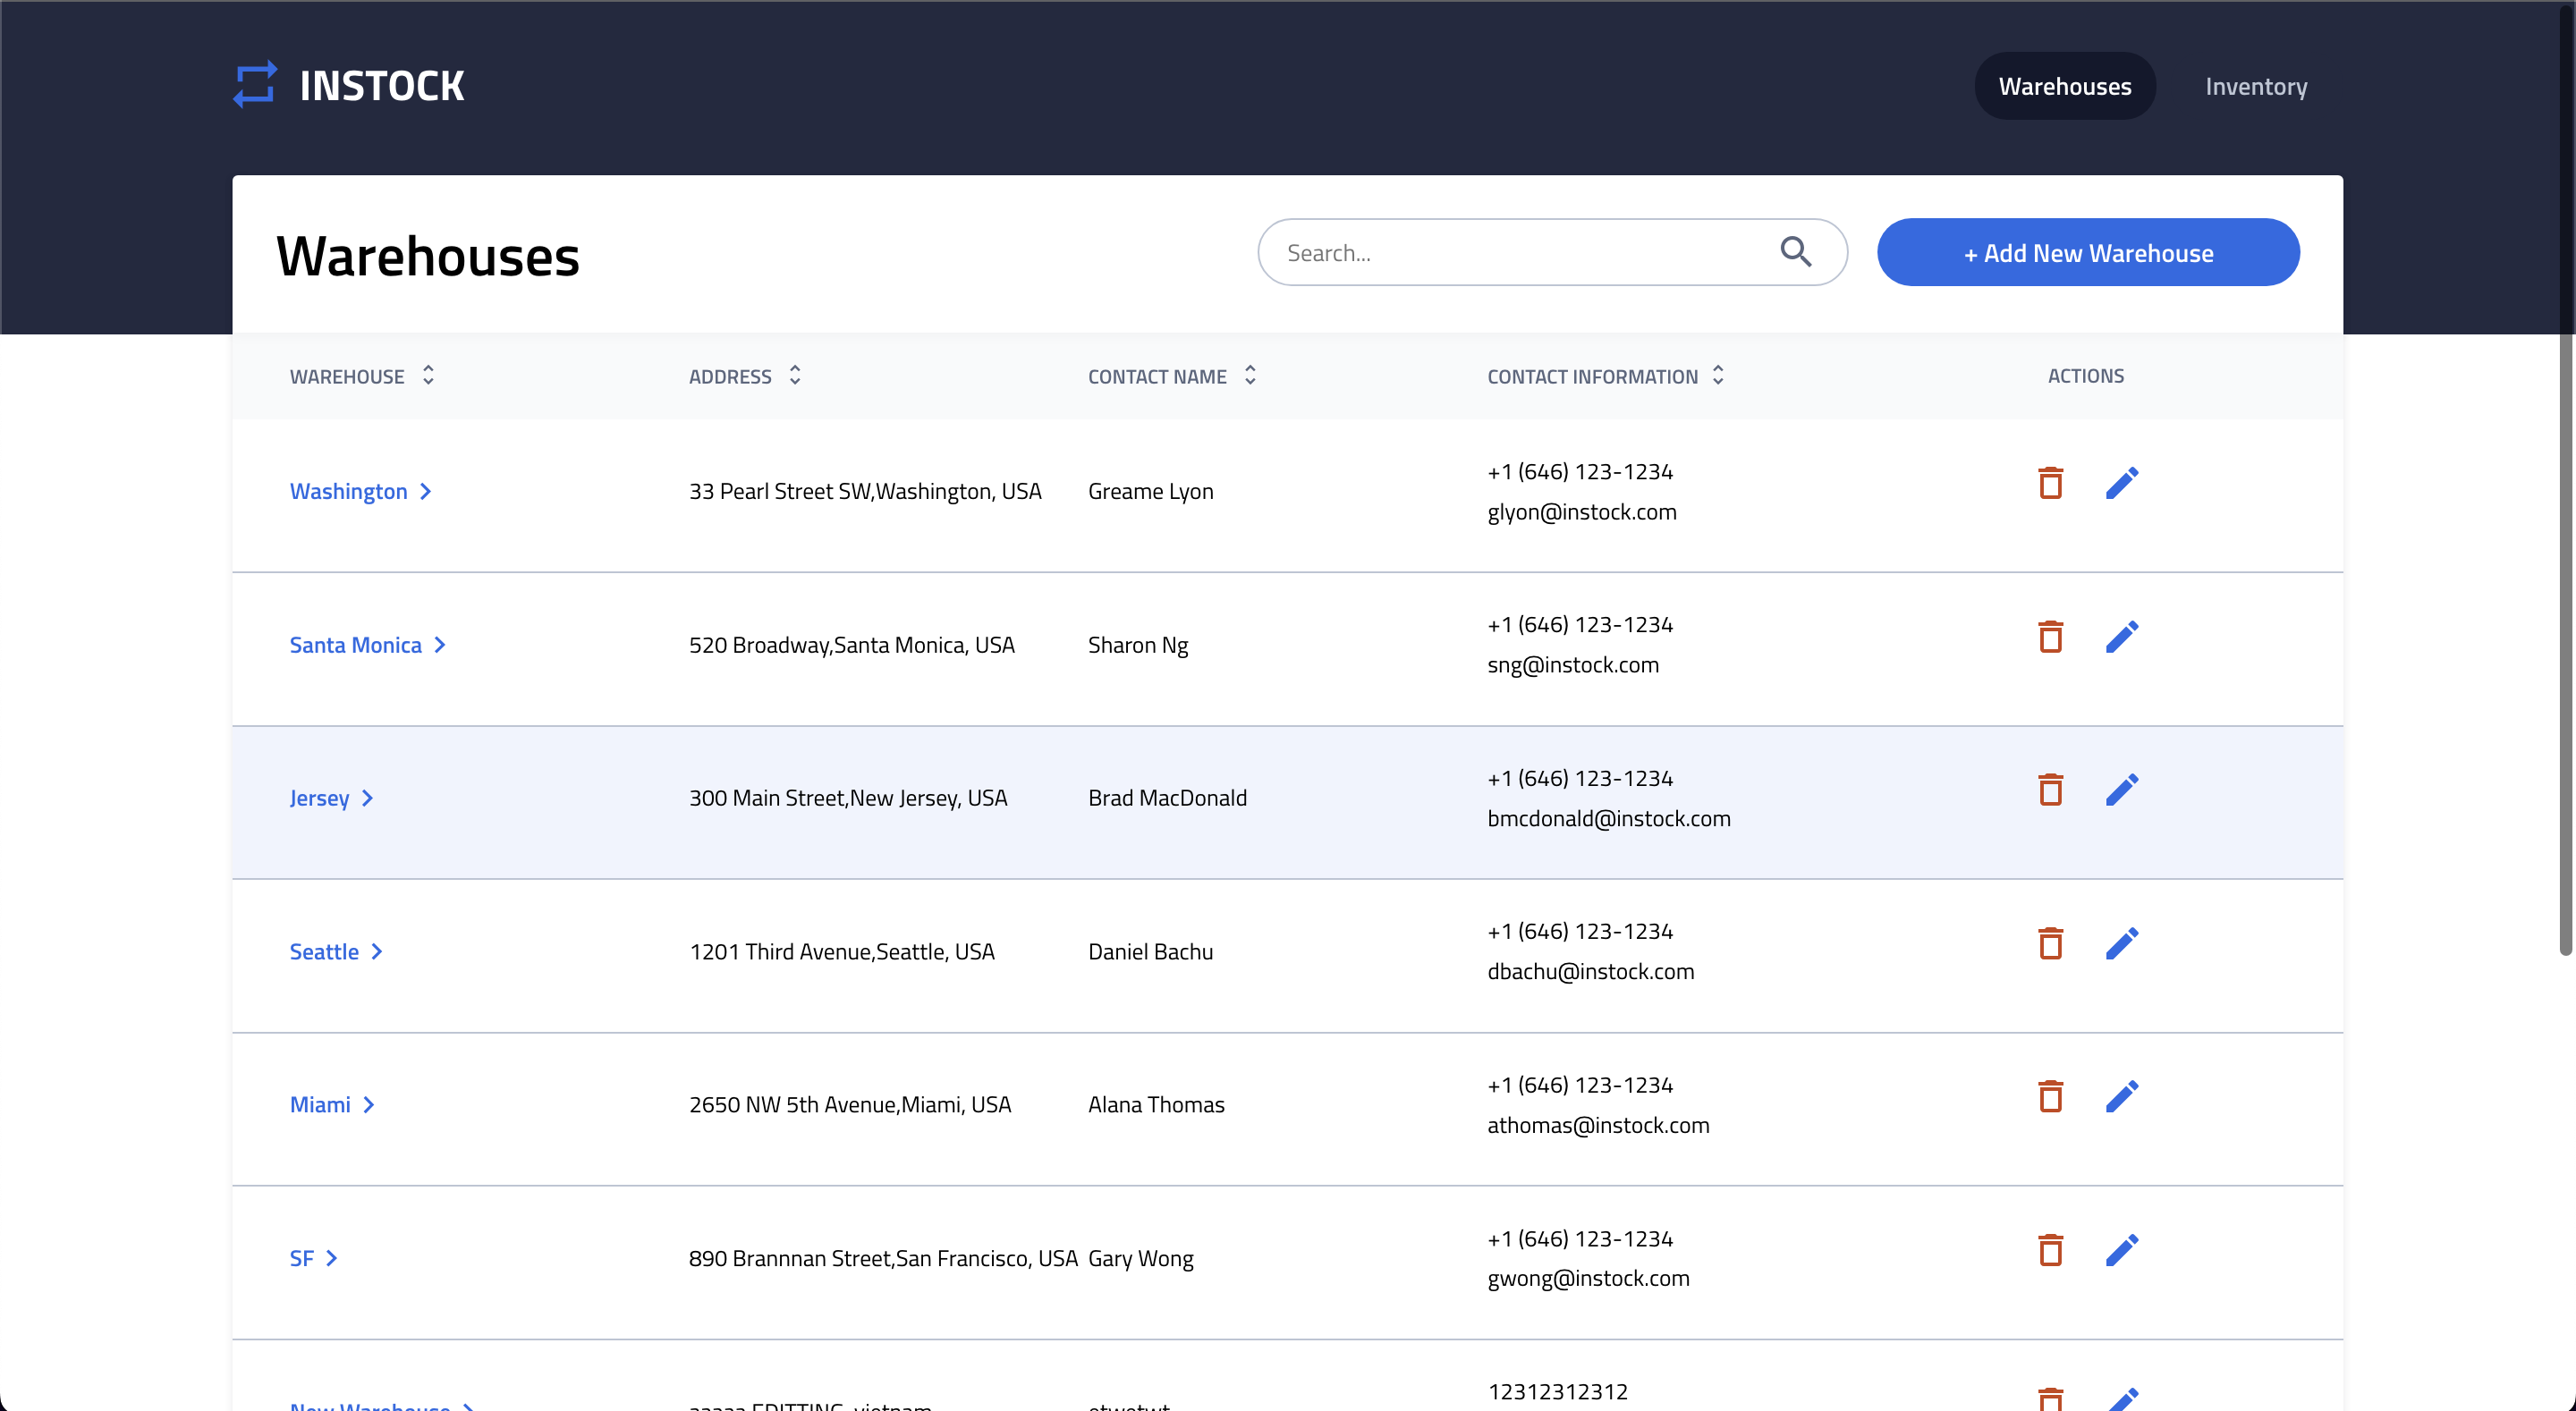 INSTOCK
Warehouses Inventory
Warehouses
Search...
+ Add New Warehouse
WAREHOUSE ADDRESS CONTACT NAME CONTACT INFORMATION ACTIONS
Washington 33 Pearl Street SW,Washington, USA Greame Lyon +1 (646) 123-1234
glyon@instock.com
Santa Monica 520 Broadway,Santa Monica, USA Sharon Ng +1 (646) 123-1234
sng@instock.com
Jersey 300 Main Street,New Jersey, USA Brad MacDonald +1 (646) 123-1234
bmcdonald@instock.com
Seattle 1201 Third Avenue,Seattle, USA Daniel Bachu +1 (646) 123-1234
dbachu@instock.com
Miami 2650 NW 5th Avenue,Miami, USA Alana Thomas +1 (646) 123-1234
athomas@instock.com
SF 890 Brannnan Street,San Francisco, USA Gary Wong +1 (646) 123-1234
gwong@instock.com
12312312312
New Warehouse EDITTING, vietnam